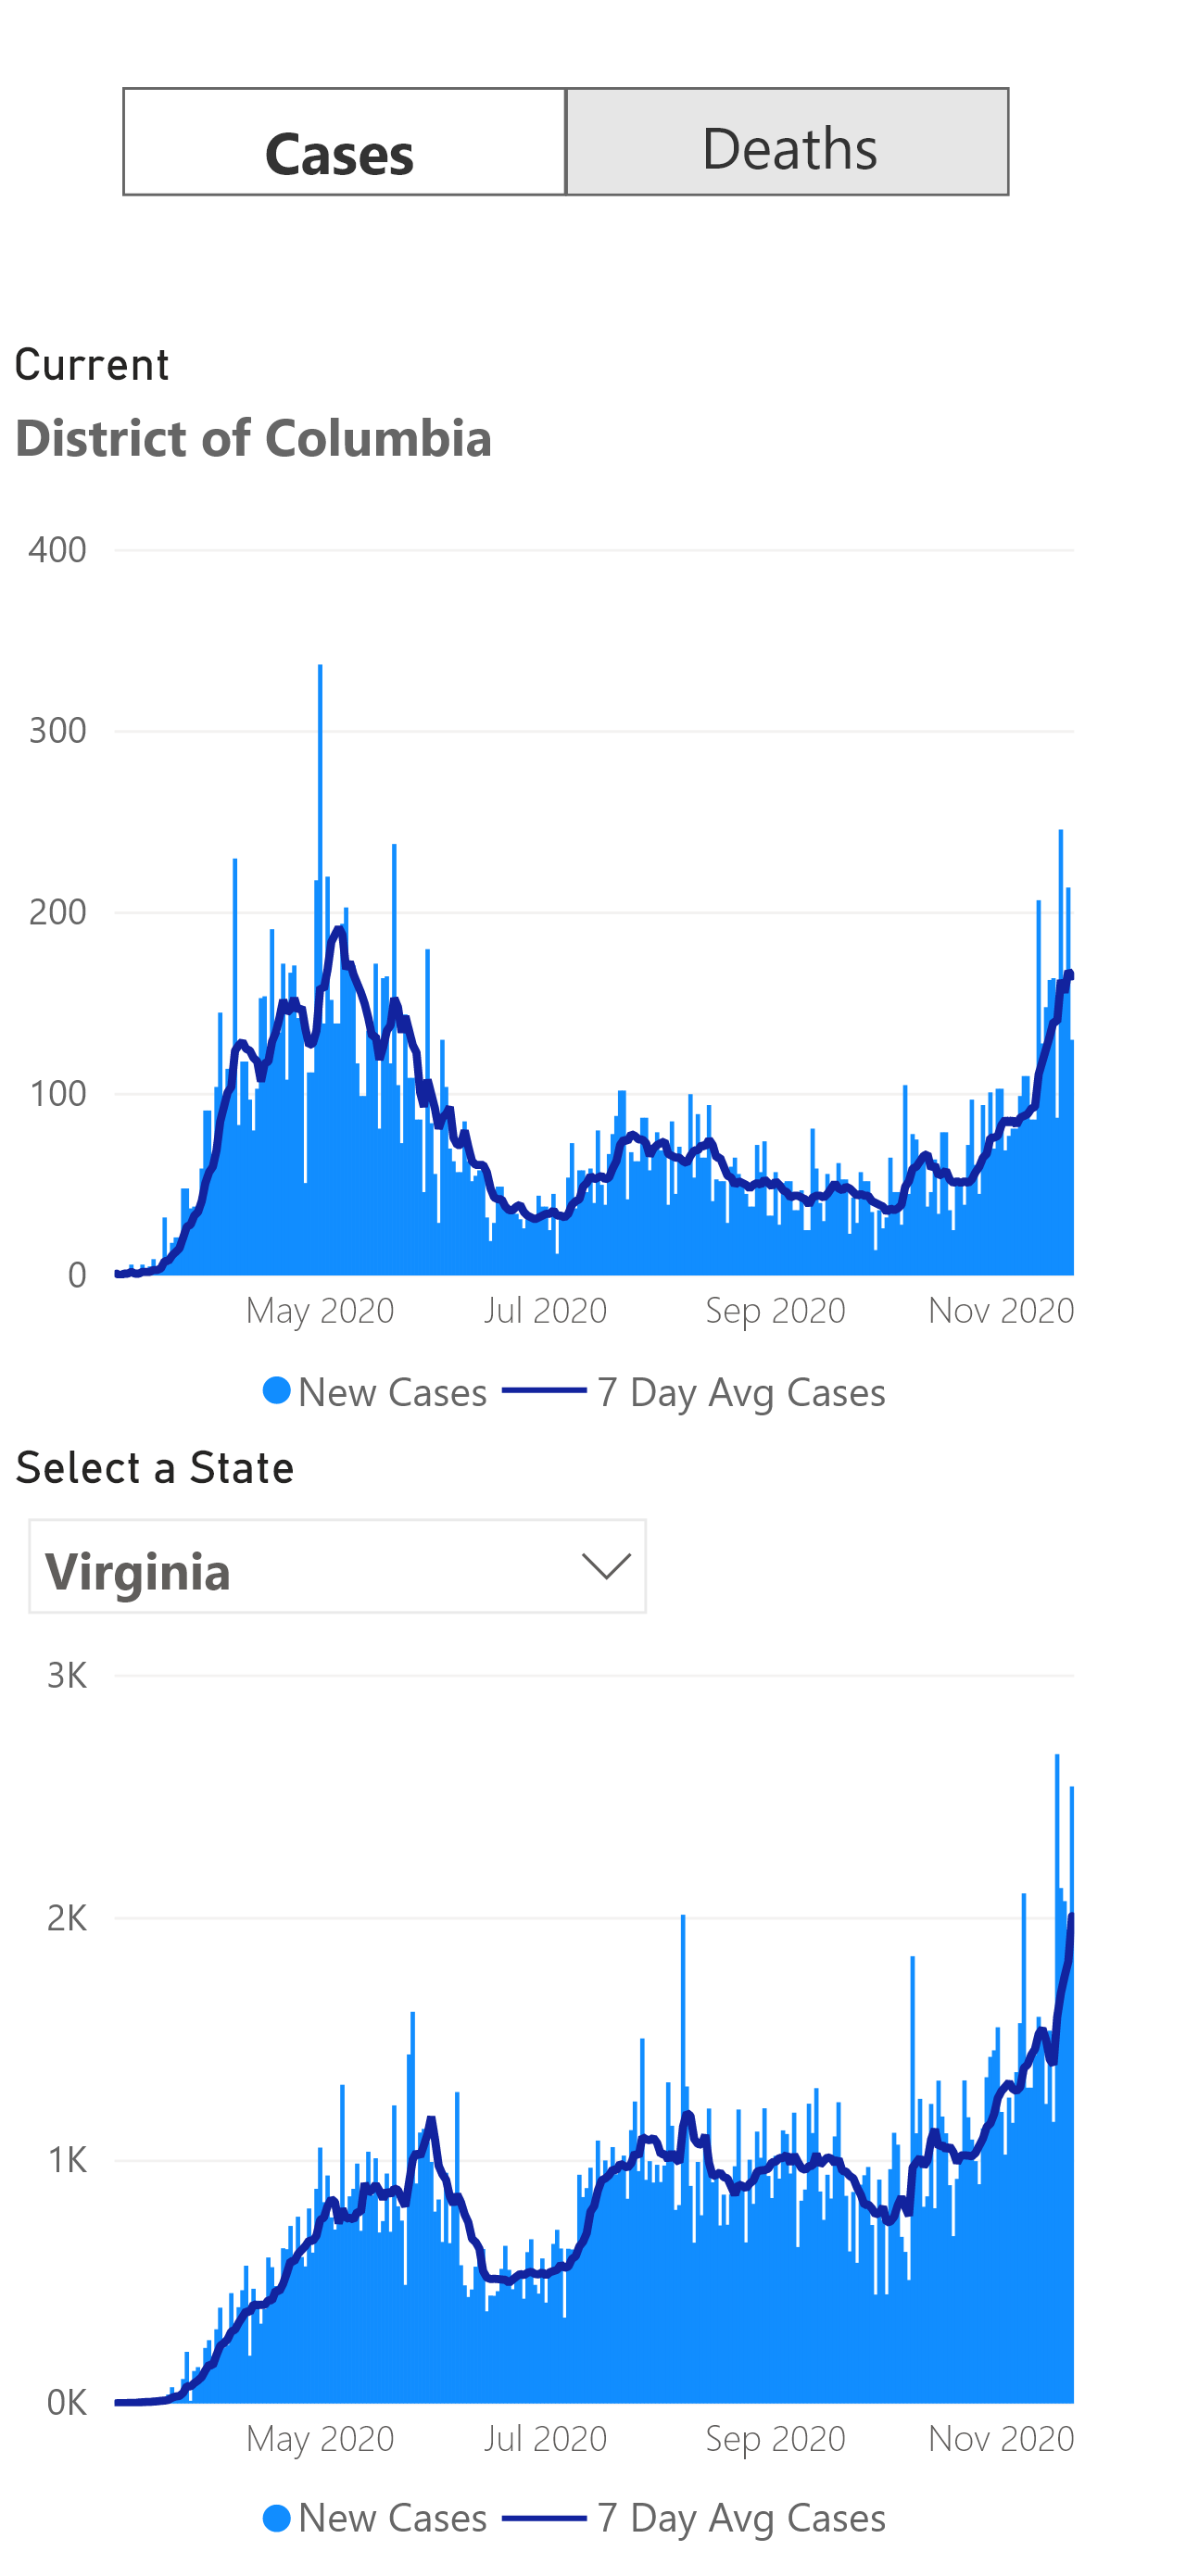 Cases Deaths
Current
District of Columbia
400
300
200
100
0
May 2020 Jul 2020 Sep 2020 Nov 2020
New Cases 7 Day Avg Cases
Select a State
Virginia
3K
2K
1K
0K
May 2020 Jul 2020 Sep 2020 Nov 2020
New Cases 7 Day Avg Cases